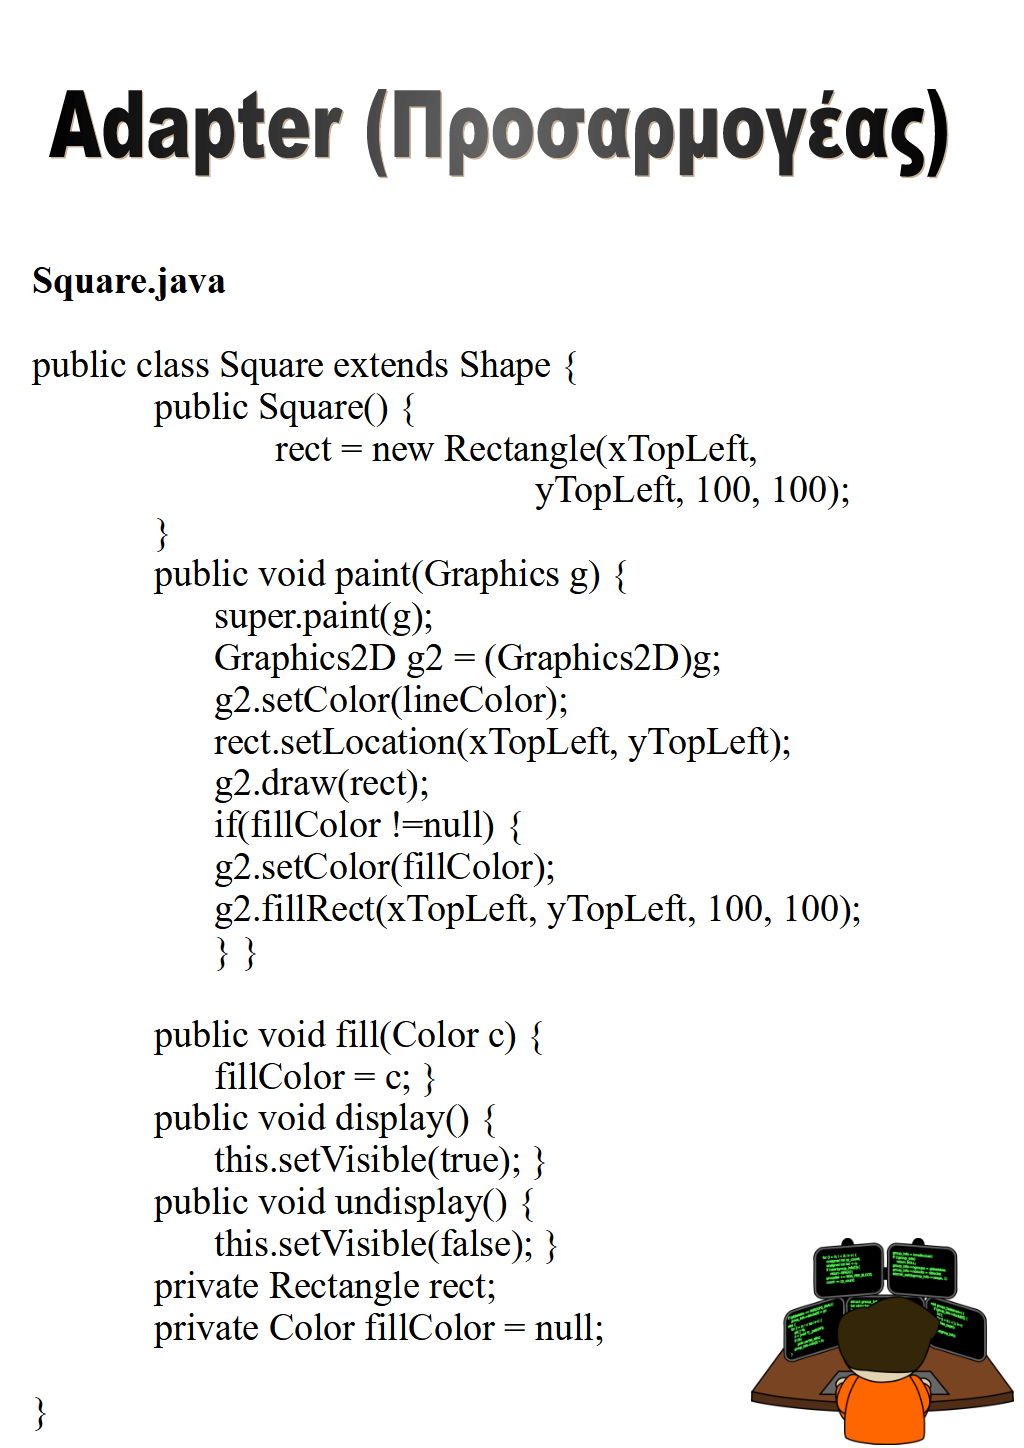 Adapter (Προσαρμογέας)
Square.java
public class Square extends Shape {
public Square() {
rect = new Rectangle(xTopLeft,
yTopLeft, 100, 100);
}
public void paint(Graphics g) {
super.paint(g);
Graphics2D g2 = (Graphics2D)g;
g2.setColor(lineColor);
rect.setLocation(xTopLeft, yTopLeft);
g2.draw(rect);
if(fillColor !=null) {
g2.setColor(fillColor);
g2.fillRect(xTopLeft, yTopLeft, 100, 100);
} }
public void fill(Color c) {
fillColor = c; }
public void display() {
this.setVisible(true); }
public void undisplay() {
this.setVisible(false); }
private Rectangle rect;
private Color fillColor = null;
}